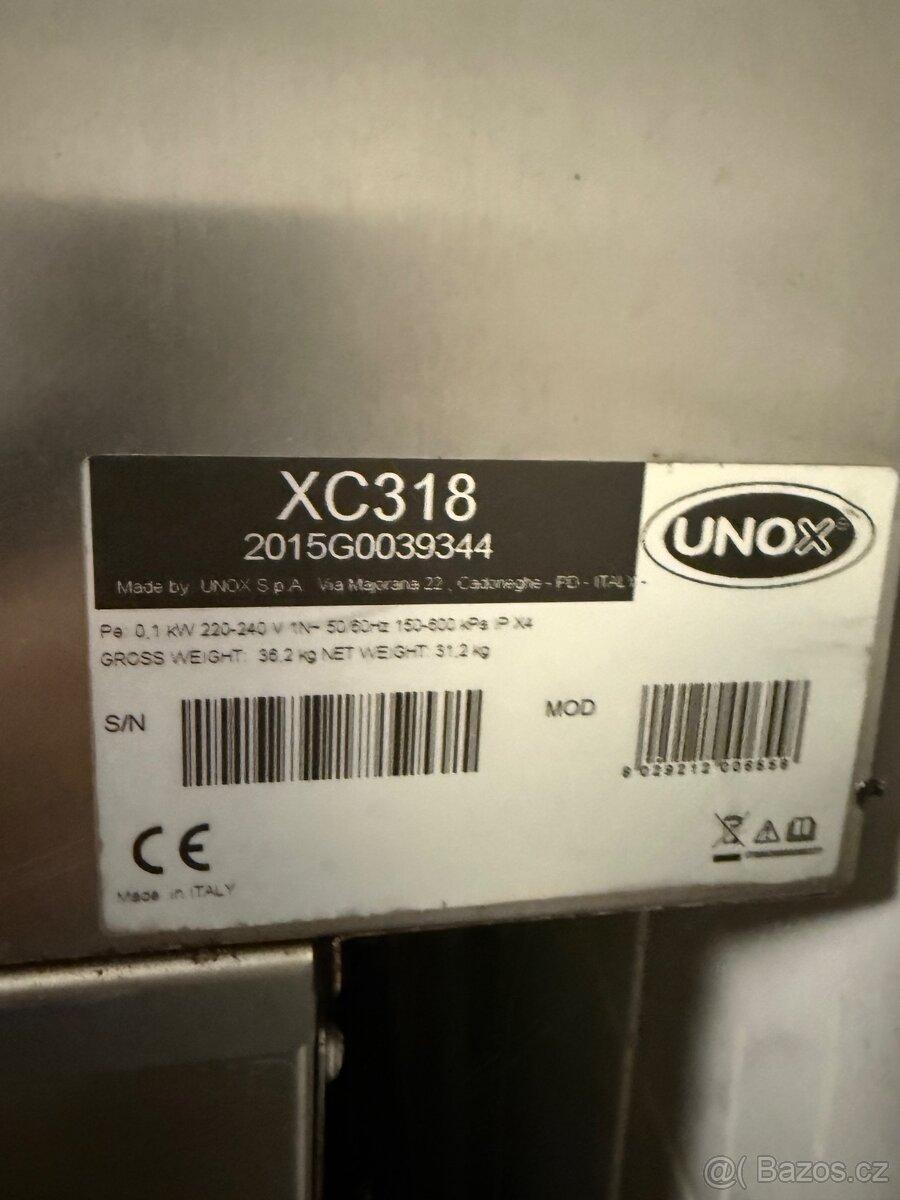 XC318
2015G0039344
UNOX
Made by UNOX S.p.A. Via Majorana 22 , Cadoneghe - PD - ITALY -
Pe: 0,1 kW 220-240 V 1N~ 50/60Hz 150-600 kPa IP X4
GROSS WEIGHT: 36,2 kg NET WEIGHT: 31,2 kg
S/N
MOD
8 029212 006556
CE
Made in ITALY
@( Bazos.cz